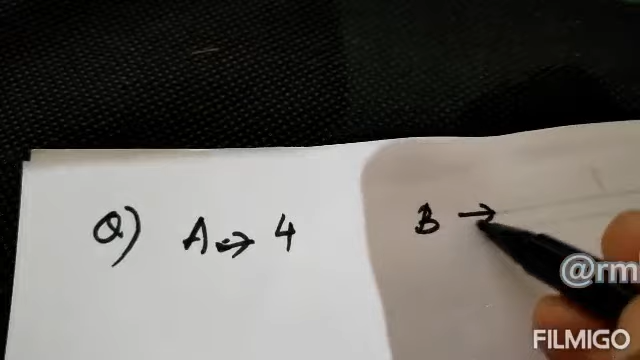 Q) A → 4 B →
@rm
FILMIGO